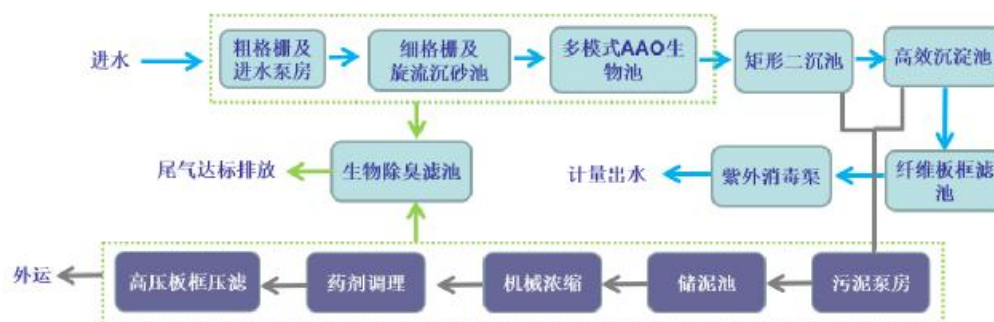 进水
粗格栅及
进水泵房
细格栅及
旋流沉砂池
多模式AAO生
物池
矩形二沉池
高效沉淀池
尾气达标排放
生物除臭滤池
计量出水
紫外消毒渠
纤维板框滤
池
外运
高压板框压滤
药剂调理
机械浓缩
储泥池
污泥泵房